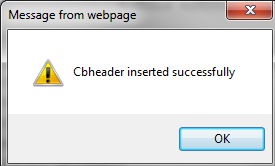 Message from webpage
Cbheader inserted successfully
OK